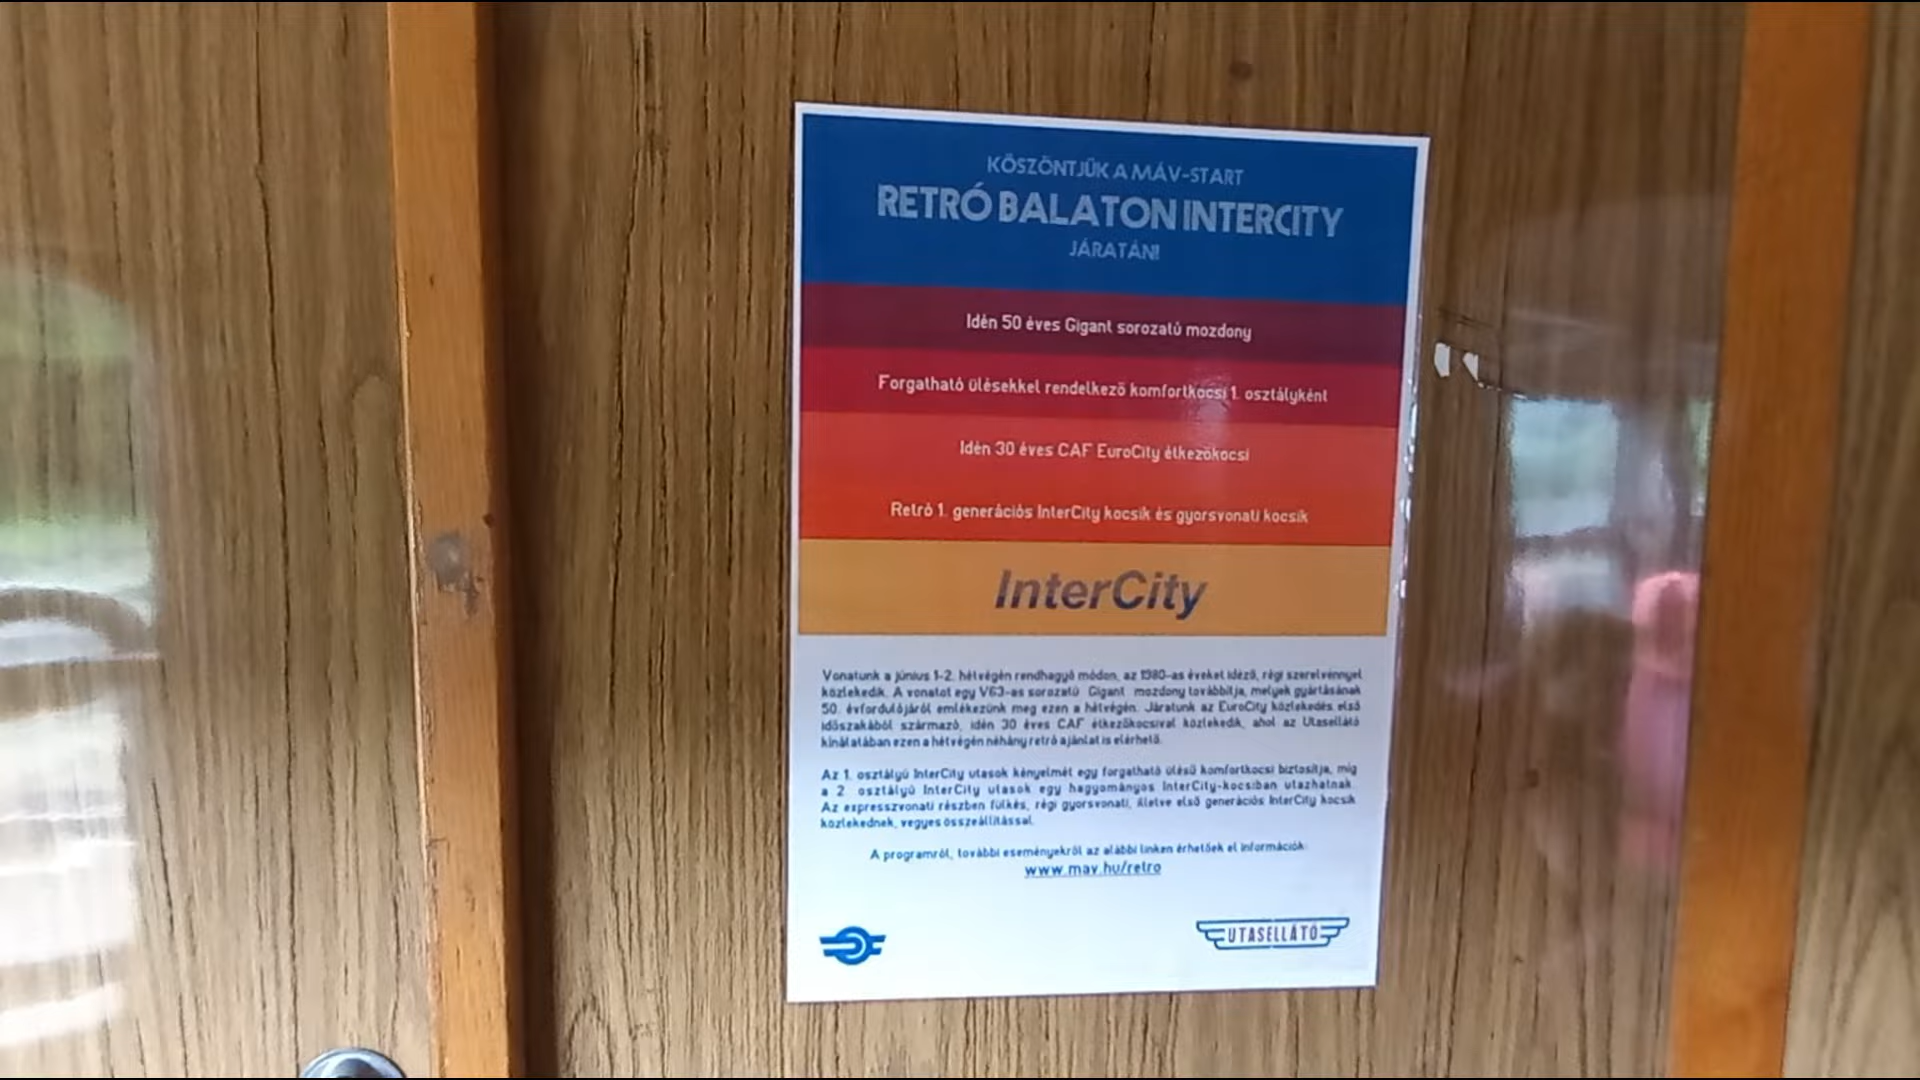 KÖSZÖNTJÜK A MÁV-START
RETRÓ BALATON INTERCITY
JÁRATÁN!
Idén 50 éves Gigant sorozatú mozdony
Forgatható ülésekkel rendelkező komfortkocsi 1. osztályként
Idén 30 éves CAF EuroCity étkezőkocsi
Retró 1. generációs InterCity kocsik és gyorsvonati kocsik
InterCity
Vonatunk a június 1-2. hétvégén rendhagyó módon, az 1980-as éveket idéző, régi szerelvénnyel
közlekedik. A vonatot egy V63-as sorozatú Gigant mozdony továbbítja, melyek gyártásának
50. évfordulójáról emlékezünk meg ezen a hétvégén. Járatunk az EuroCity közlekedés első
időszakából származó, idén 30 éves CAF étkezőkocsival közlekedik, ahol az Utasellátó
kínálatában ezen a hétvégén néhány retró ajánlat is elérhető.
Az 1. osztályú InterCity utasok kényelmét egy forgatható ülésű komfortkocsi biztosítja, míg
a 2. osztályú InterCity utasok egy hagyományos InterCity-kocsiban utazhatnak.
Az expresszvonati részben fülkés, régi gyorsvonati, illetve első generációs InterCity kocsik
közlekednek, vegyes összeállítással.
A programról, további eseményekről az alábbi linken érhetőek el információk:
www.mav.hu/retro
UTASELLÁTÓ